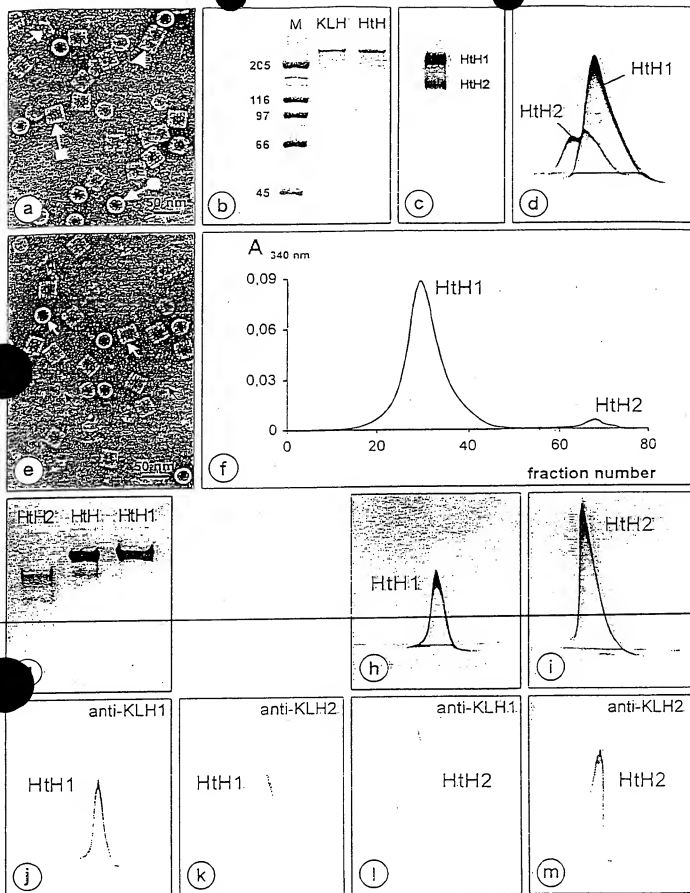 50 nm
a
M KLH HtH
205
116
97
66
45
b
HtH1
HtH2
c
HtH1
HtH2
d
50 nm
e
A 340 nm
0,09
0,06
0,03
0
0 20 40 60 80
HtH1
HtH2
fraction number
f
HtH2 HtH HtH1
HtH1
h
HtH2
i
anti-KLH1
HtH1
j
anti-KLH2
HtH1
k
anti-KLH1
HtH2
l
anti-KLH2
HtH2
m